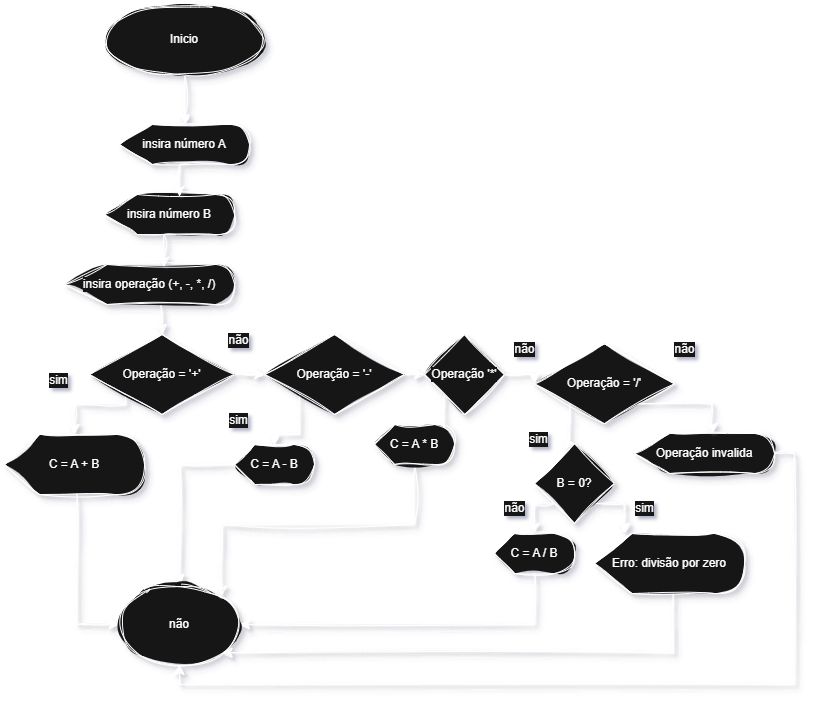 Inicio
insira número A
insira número B
insira operação (+, -, *, /)
não
não
não
Operação = '+'
Operação = '-'
Operação '*'
Operação = '/'
sim
sim
sim
C = A + B
C = A - B
C = A * B
Operação invalida
B = 0?
não
sim
C = A / B
Erro: divisão por zero
não